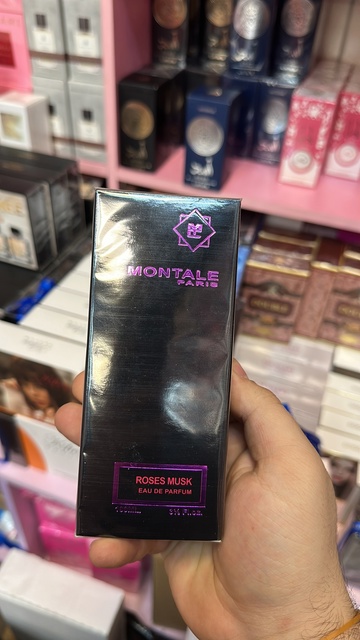 MONTALE
PARIS
ROSES MUSK
EAU DE PARFUM